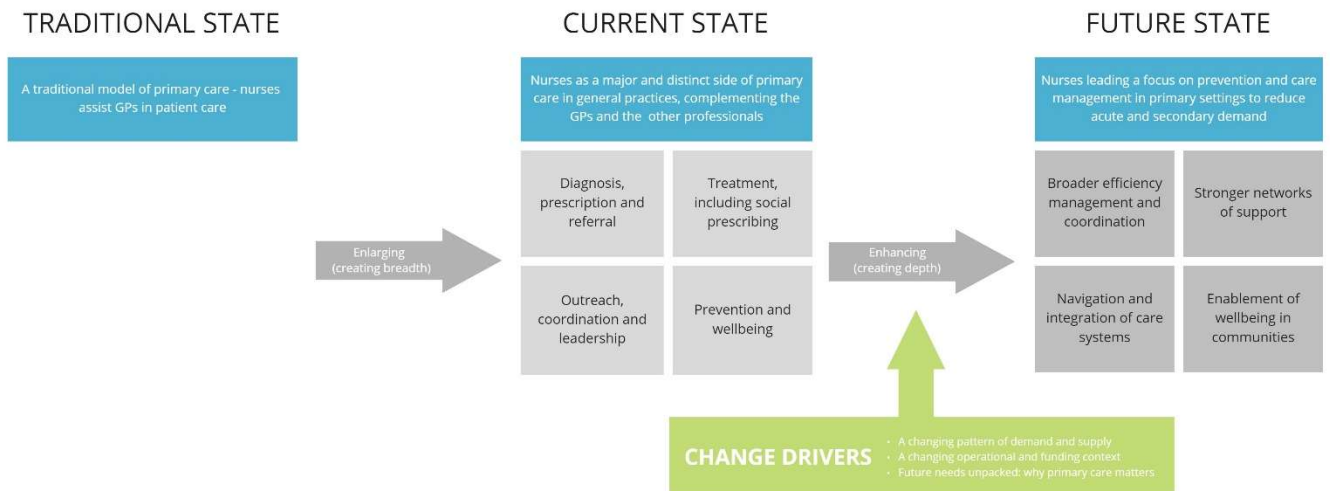 TRADITIONAL STATE
A traditional model of primary care - nurses
assist GPs in patient care
Enlarging
(creating breadth)
CURRENT STATE
Nurses as a major and distinct side of primary
care in general practices, complementing the
GPs and the other professionals
Diagnosis,
prescription and
referral
Treatment,
including social
prescribing
Outreach,
coordination and
leadership
Prevention and
wellbeing
Enhancing
(creating depth)
FUTURE STATE
Nurses leading a focus on prevention and care
management in primary settings to reduce
acute and secondary demand
Broader efficiency
management and
coordination
Stronger networks
of support
Navigation and
integration of care
systems
Enablement of
wellbeing in
communities
CHANGE DRIVERS
• A changing pattern of demand and supply
• A changing operational and funding context
• Future needs unpacked: why primary care matters